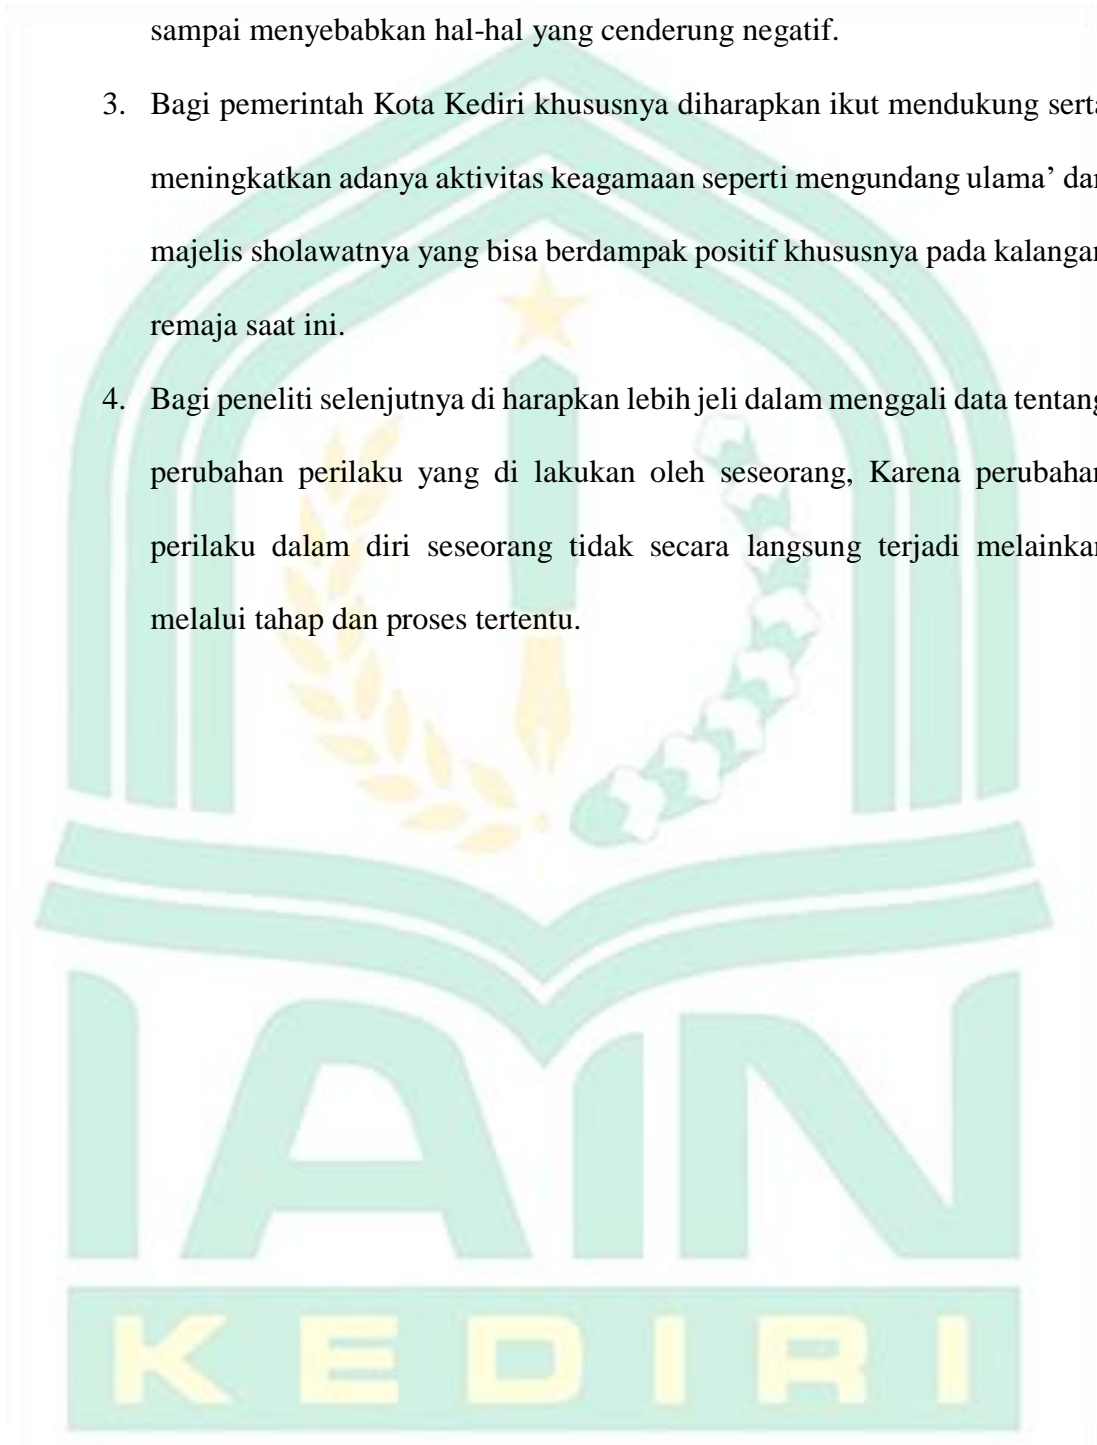 sampai menyebabkan hal-hal yang cenderung negatif.
3. Bagi pemerintah Kota Kediri khususnya diharapkan ikut mendukung serta
meningkatkan adanya aktivitas keagamaan seperti mengundang ulama’ dan
majelis sholawatnya yang bisa berdampak positif khususnya pada kalangan
remaja saat ini.
4. Bagi peneliti selenjutnya di harapkan lebih jeli dalam menggali data tentang
perubahan perilaku yang di lakukan oleh seseorang, Karena perubahan
perilaku dalam diri seseorang tidak secara langsung terjadi melainkan
melalui tahap dan proses tertentu.
IAIN
KEDIRI